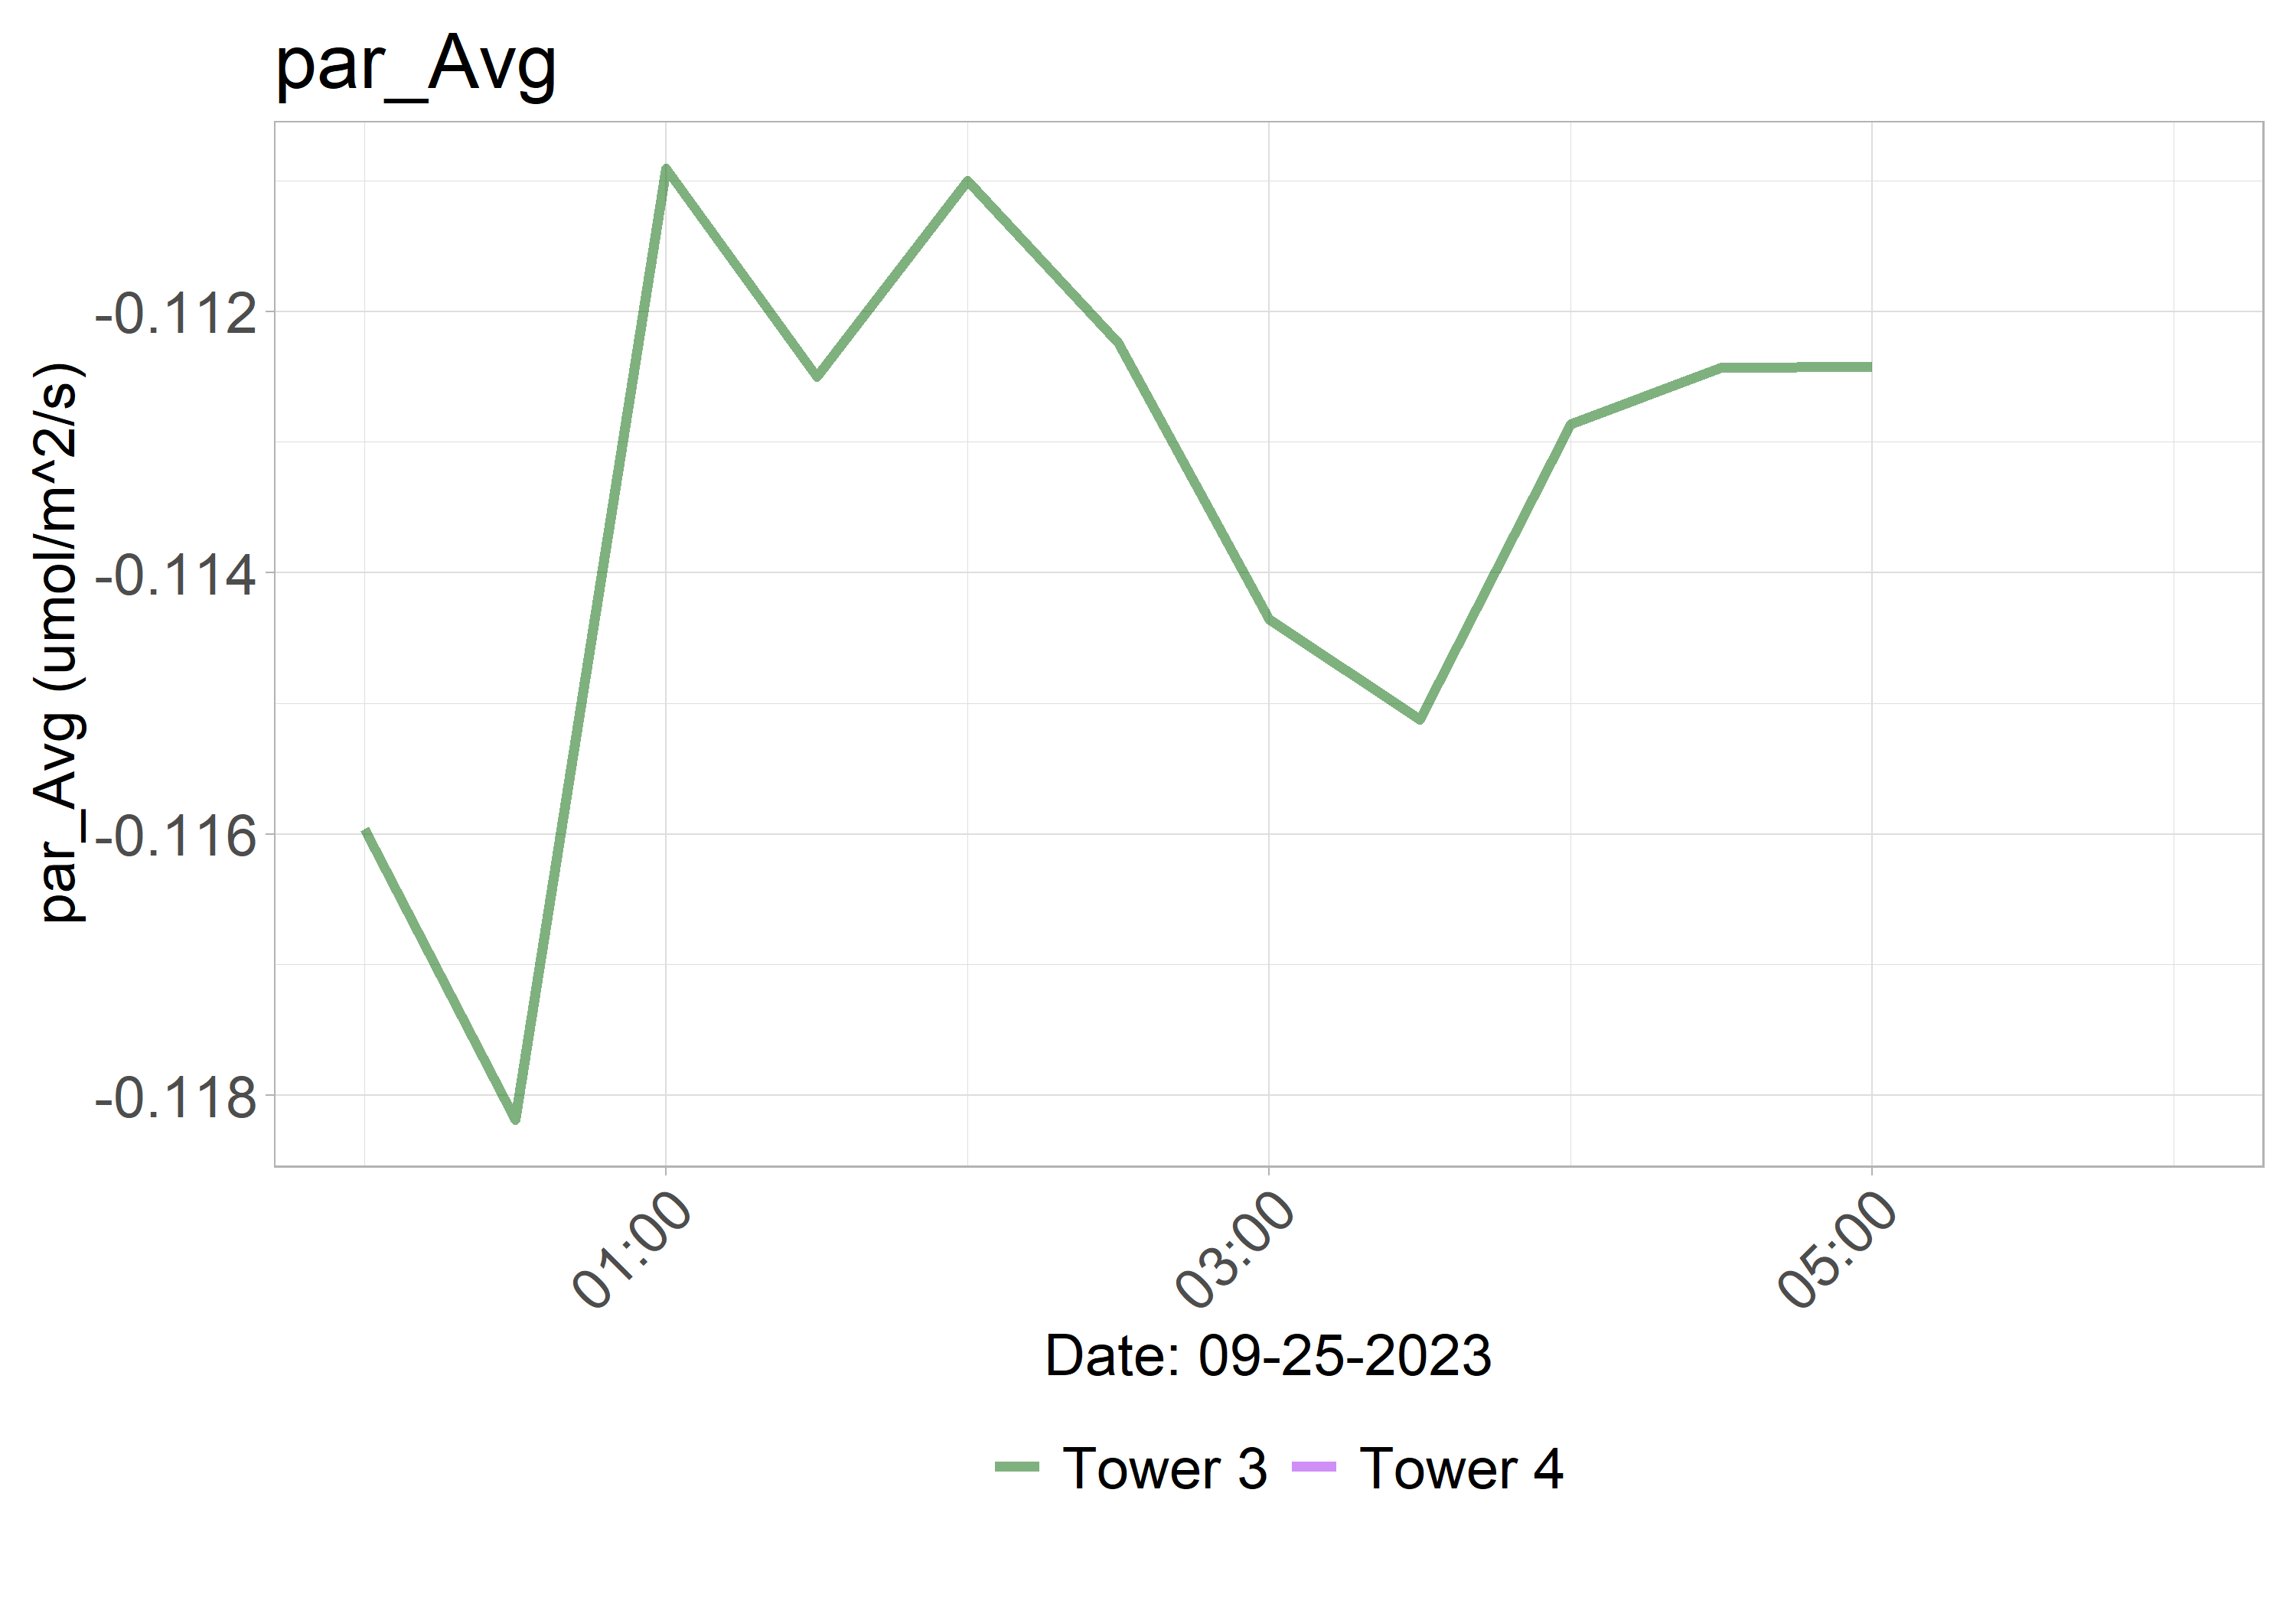 par_Avg
par_Avg (umol/m^2/s)
-0.112
-0.114
-0.116
-0.118
01:00
03:00
05:00
Date: 09-25-2023
Tower 3
Tower 4